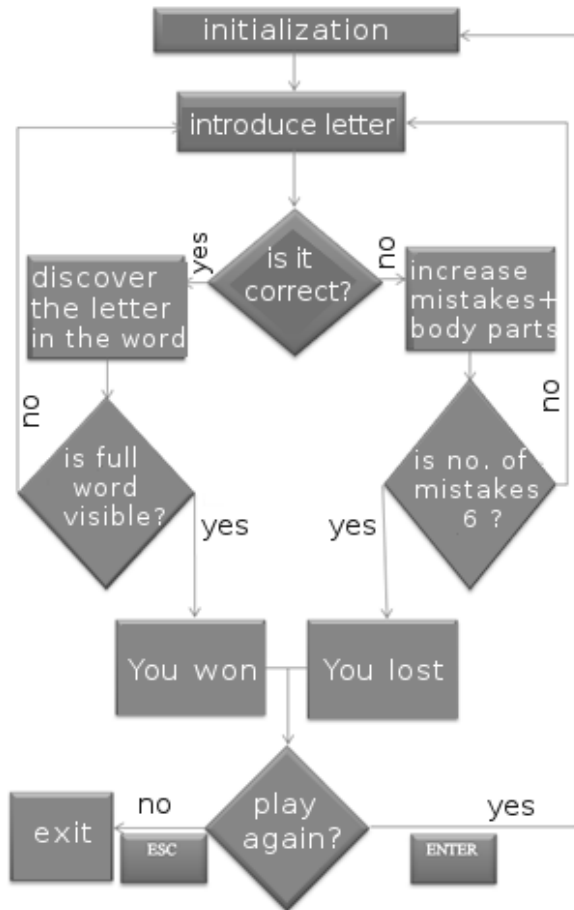 initialization
introduce letter
is it
correct?
yes
no
discover
the letter
in the word
increase
mistakes+
body parts
no
no
is full
word
visible?
is no. of
mistakes
6 ?
yes
yes
You won
You lost
play
again?
no
yes
exit
ESC
ENTER